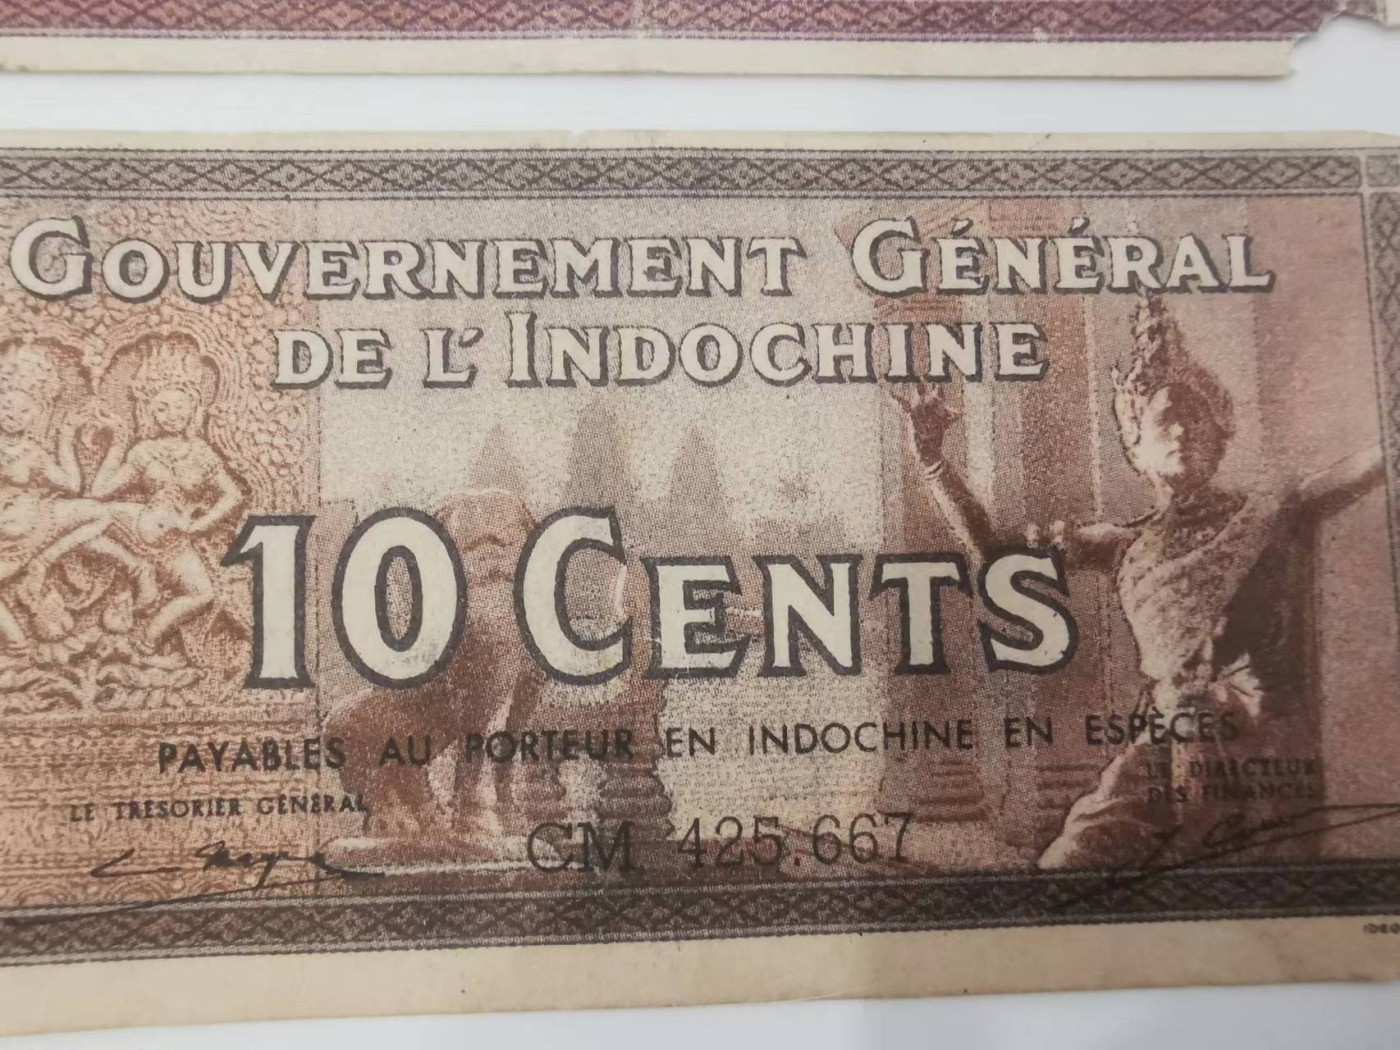 GOUVERNEMENT GÉNÉRAL
DE L'INDOCHINE
10 CENTS
PAYABLES AU PORTEUR EN INDOCHINE EN ESPÈCES
LE TRÉSORIER GÉNÉRAL
LE DIRECTEUR
DES FINANCES
CM 425.667